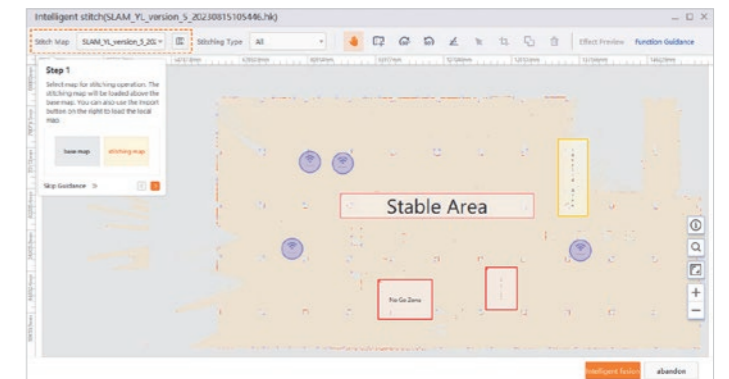 Intelligent stitch(SLAM_YL_version_5_20230815105446.hk)
Stitch Map SLAM_YL_version_5_202 Stitching Type All Effect Preview Function Guidance
Step 1
Select map for stitching operation. The
stitching map will be loaded above the
base map. You can also use the import
button on the right to load the local
map.
base map stitching map
Skip Guidance
Stable Area
No Go Zone
Intelligent fusion abandon